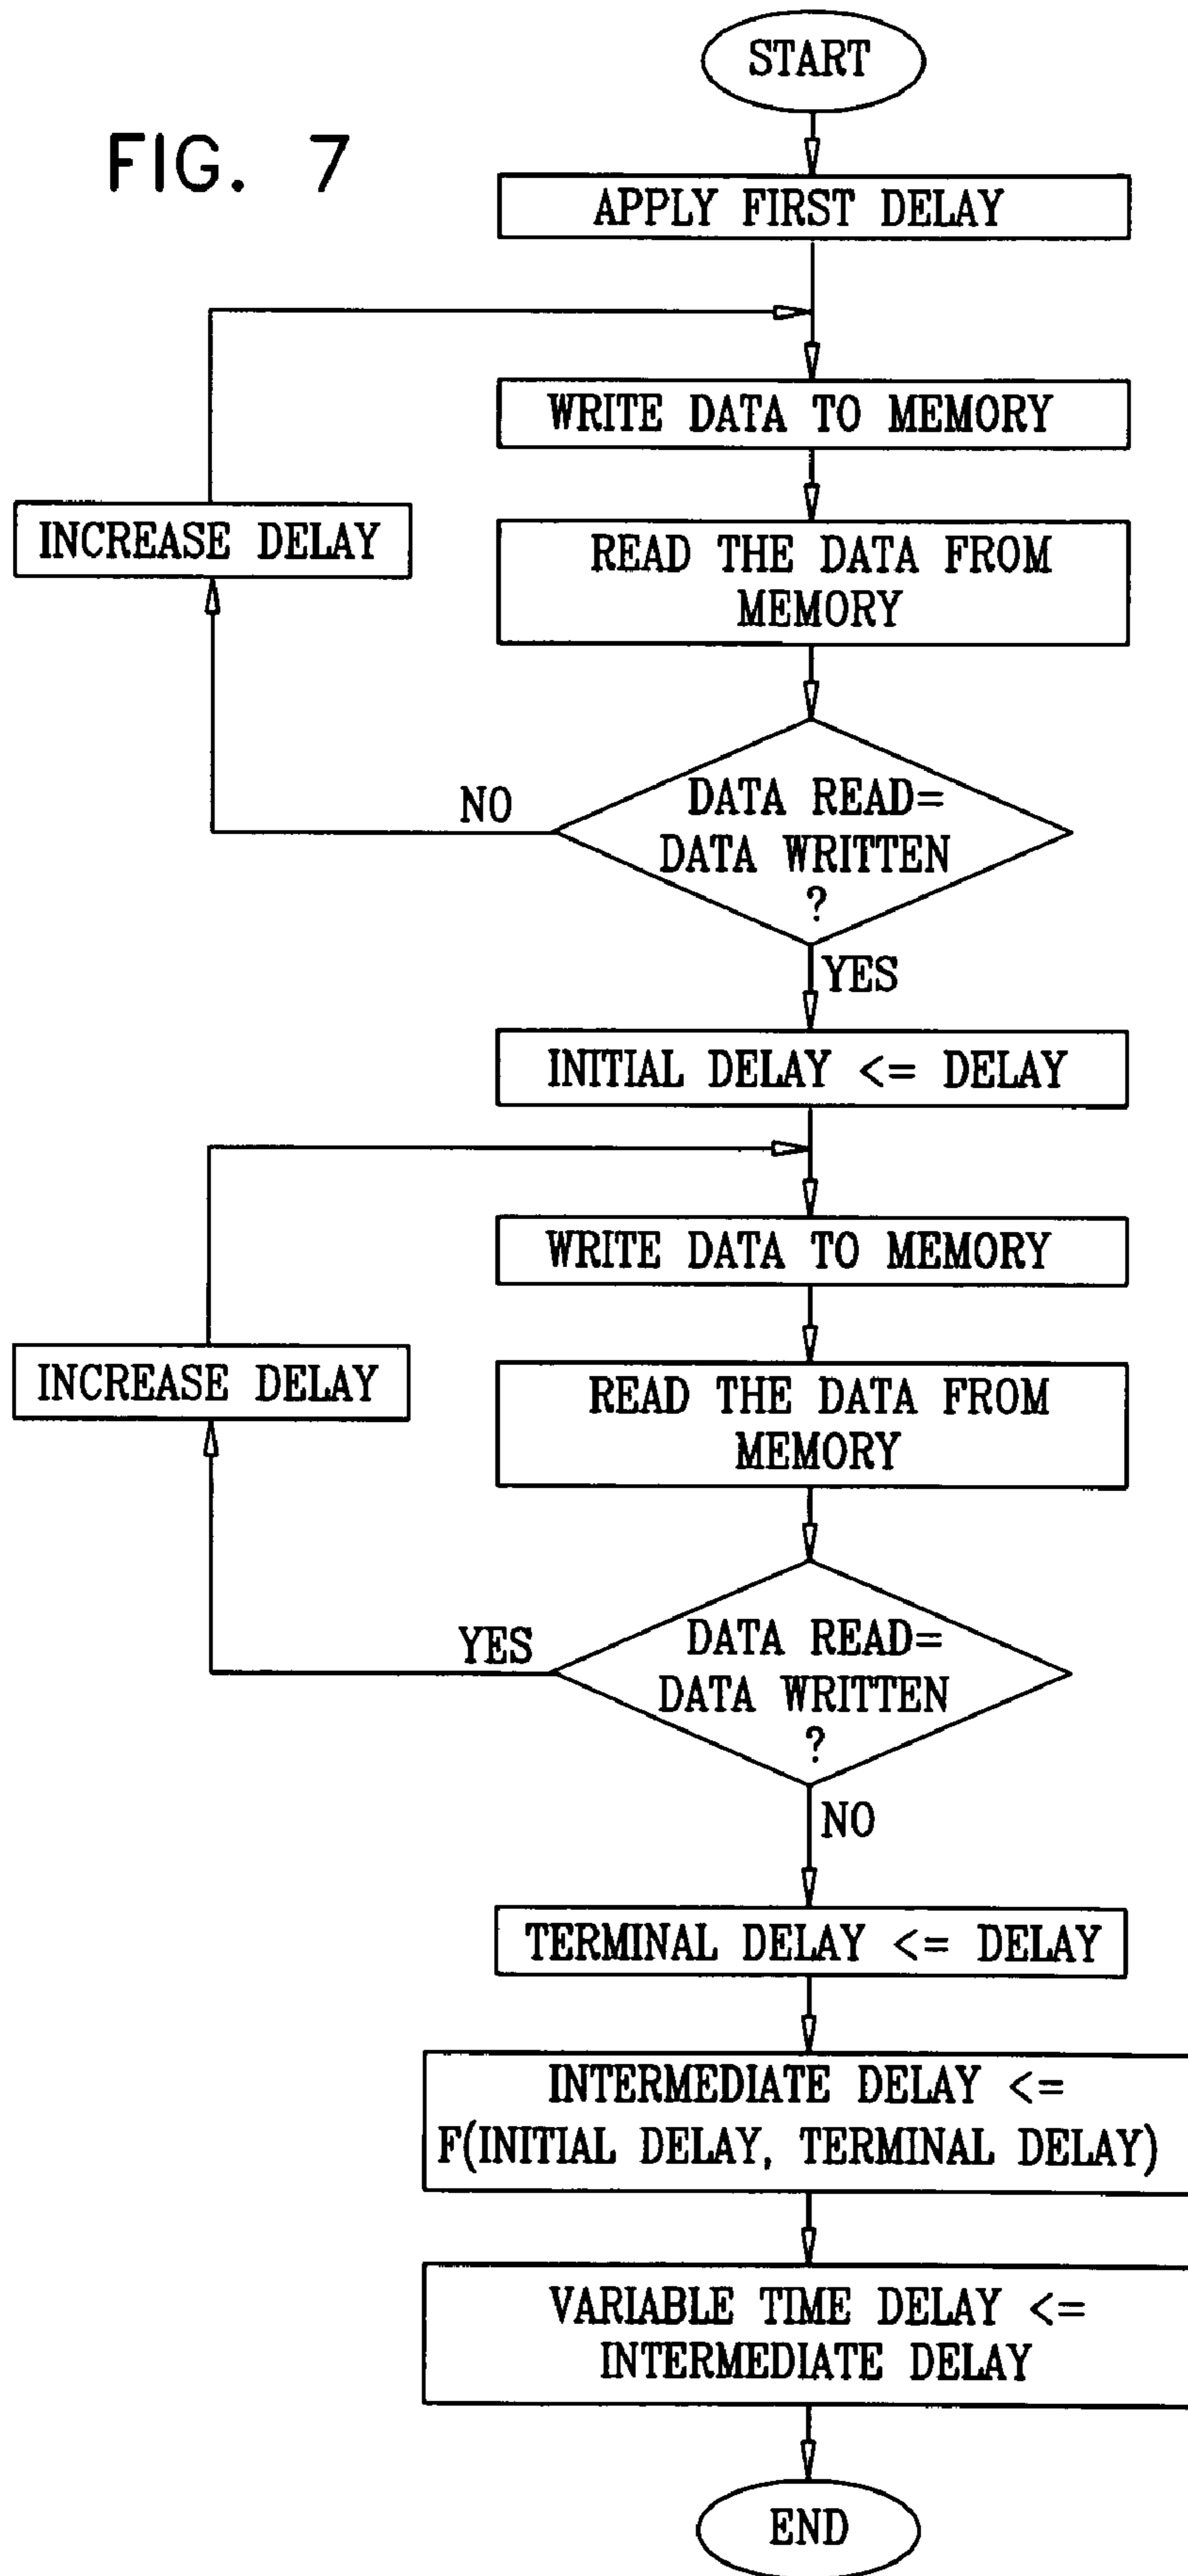 START
FIG. 7
APPLY FIRST DELAY
WRITE DATA TO MEMORY
INCREASE DELAY
READ THE DATA FROM
MEMORY
NO
DATA READ=
DATA WRITTEN
?
YES
INITIAL DELAY <= DELAY
WRITE DATA TO MEMORY
INCREASE DELAY
READ THE DATA FROM
MEMORY
YES
DATA READ=
DATA WRITTEN
?
NO
TERMINAL DELAY <= DELAY
INTERMEDIATE DELAY <=
F(INITIAL DELAY, TERMINAL DELAY)
VARIABLE TIME DELAY <=
INTERMEDIATE DELAY
END